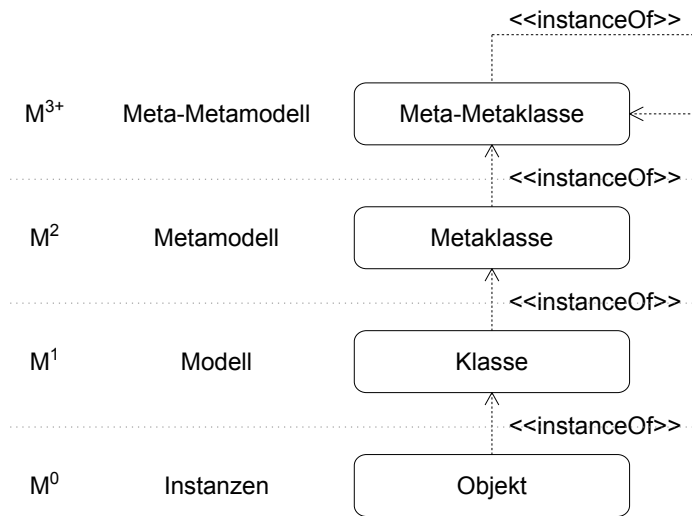 <<instanceOf>>
M³⁺ Meta-Metamodell Meta-Metaklasse
<<instanceOf>>
M² Metamodell Metaklasse
<<instanceOf>>
M¹ Modell Klasse
<<instanceOf>>
M⁰ Instanzen Objekt